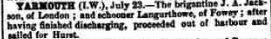 YARMOUTH (I.W.), July 23.—The brigantine J. A. Jack-
son, of London; and schooner Langurthowe, of Fowey; after
having finished discharging, proceeded out of harbour and
sailed for Hurst.